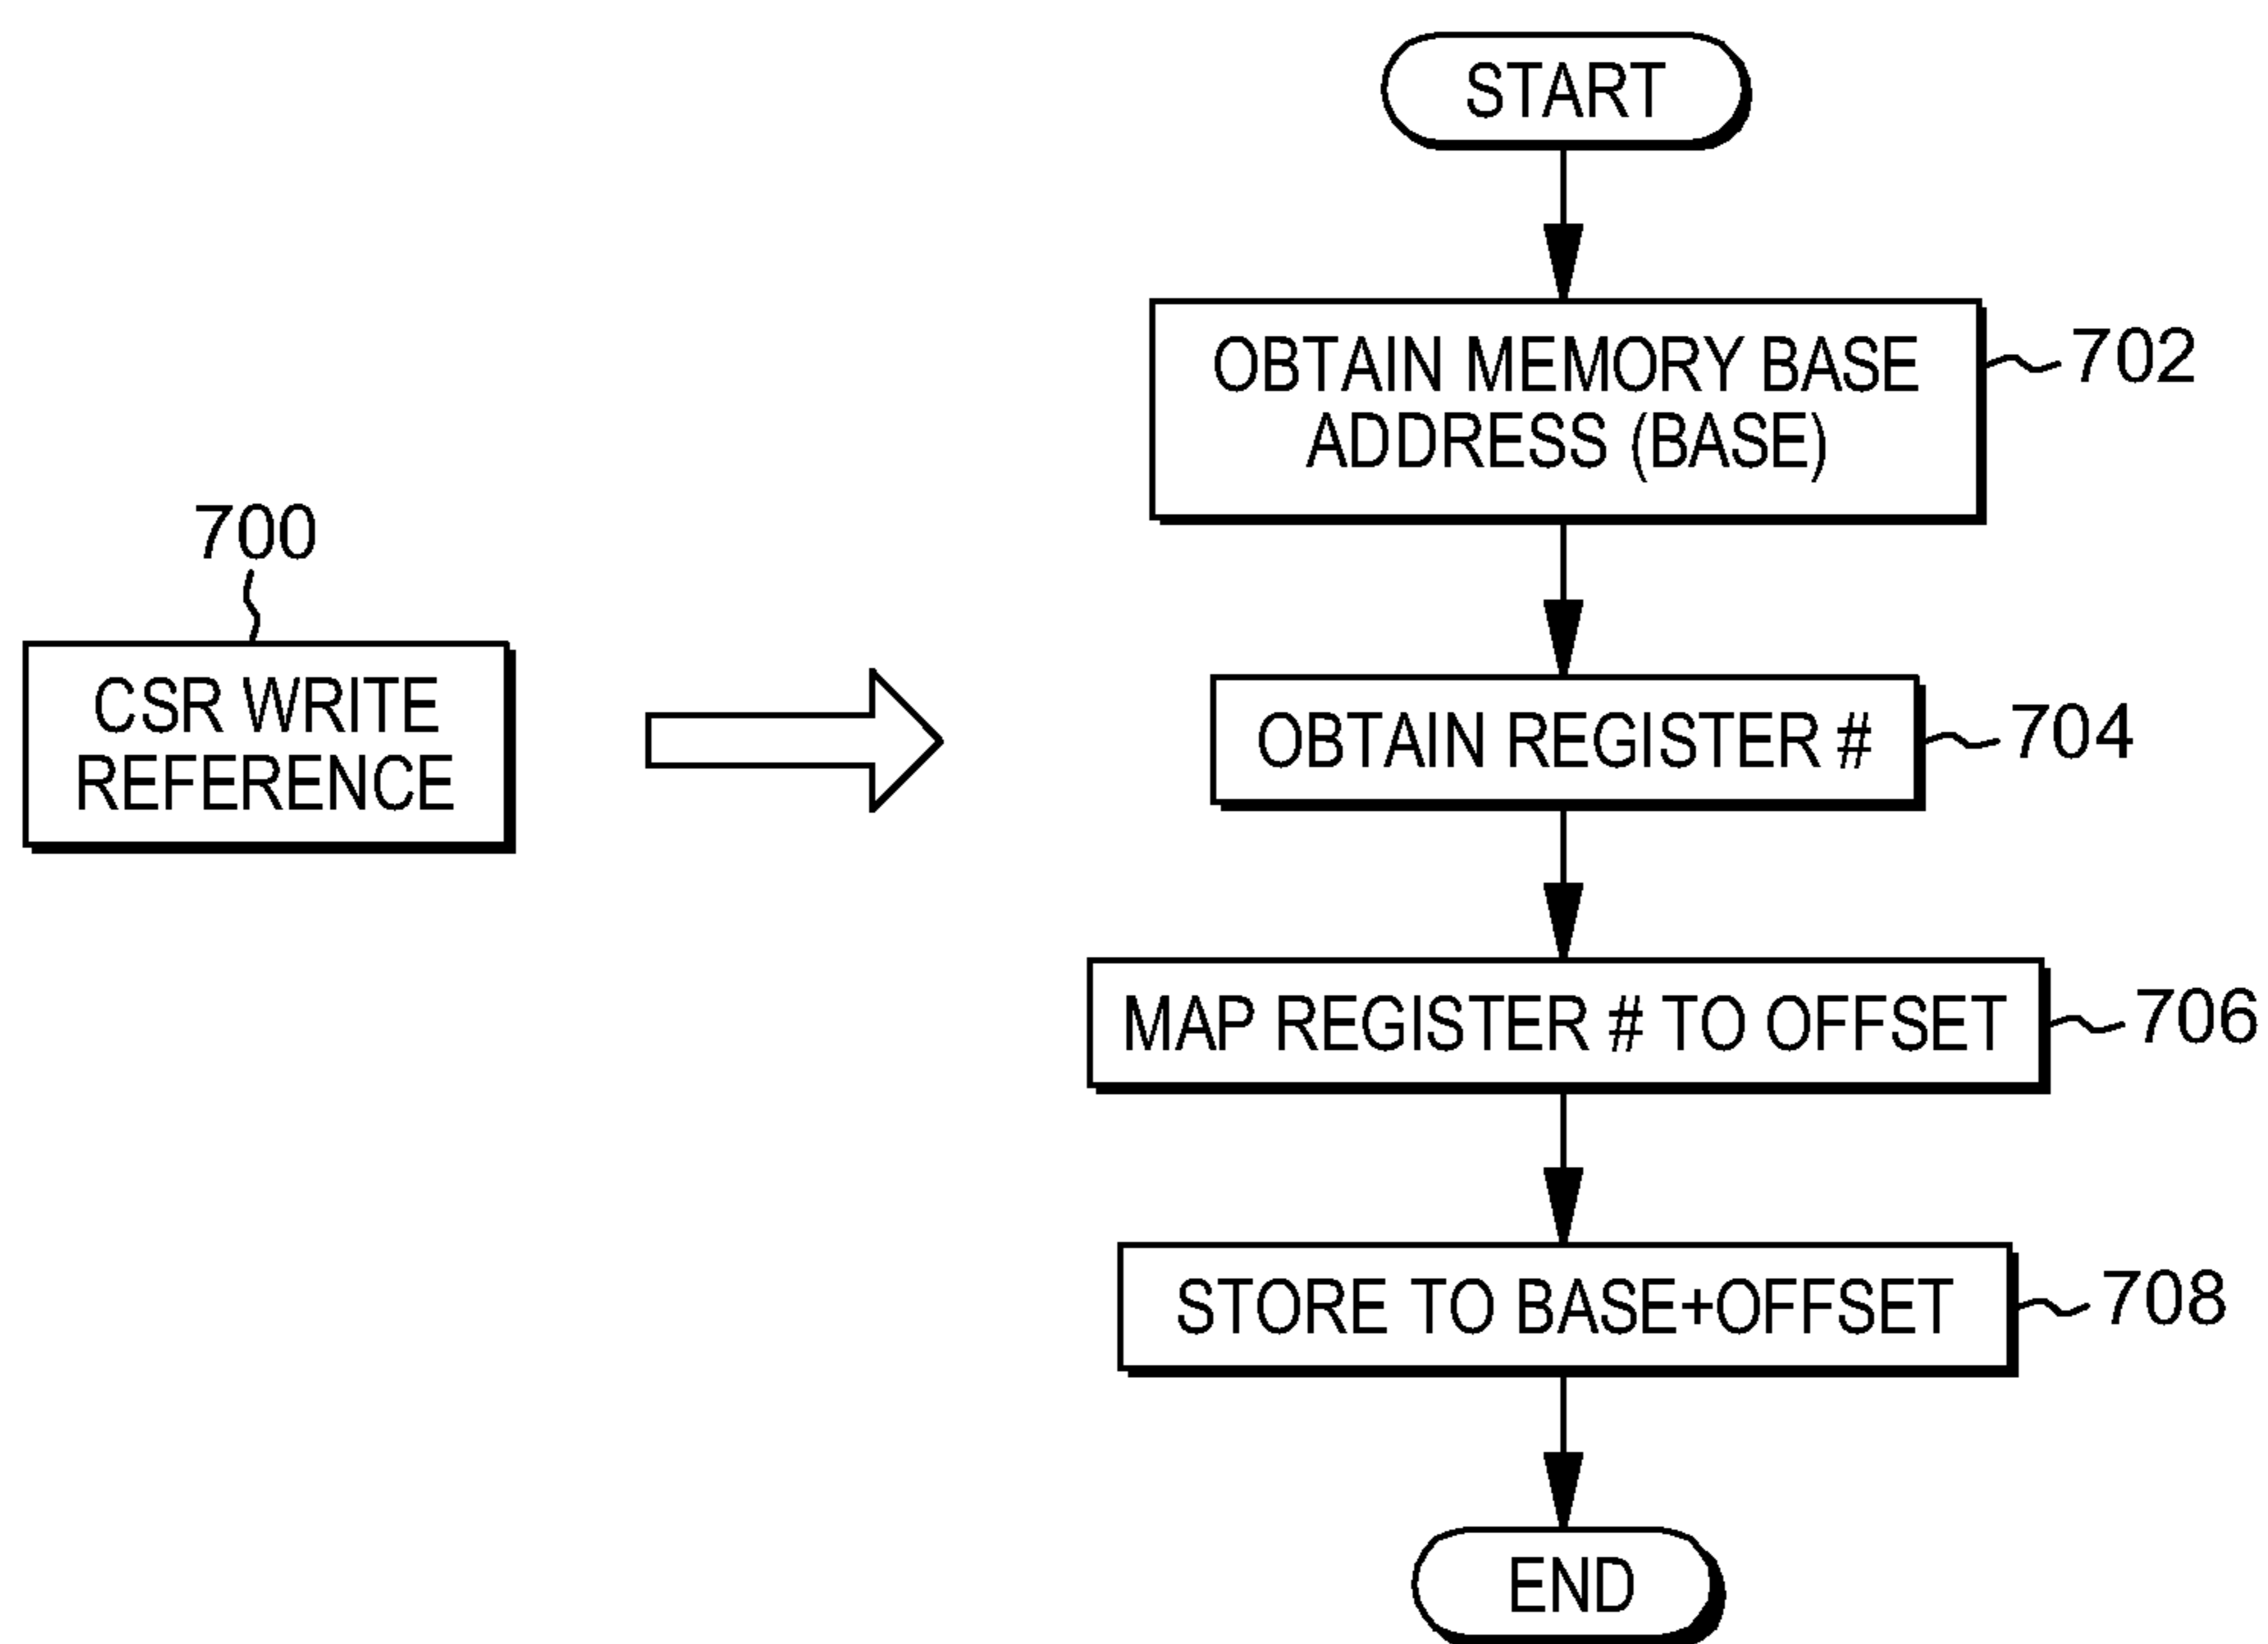 700
CSR WRITE
REFERENCE
START
OBTAIN MEMORY BASE
ADDRESS (BASE)
702
OBTAIN REGISTER #
704
MAP REGISTER # TO OFFSET
706
STORE TO BASE+OFFSET
708
END